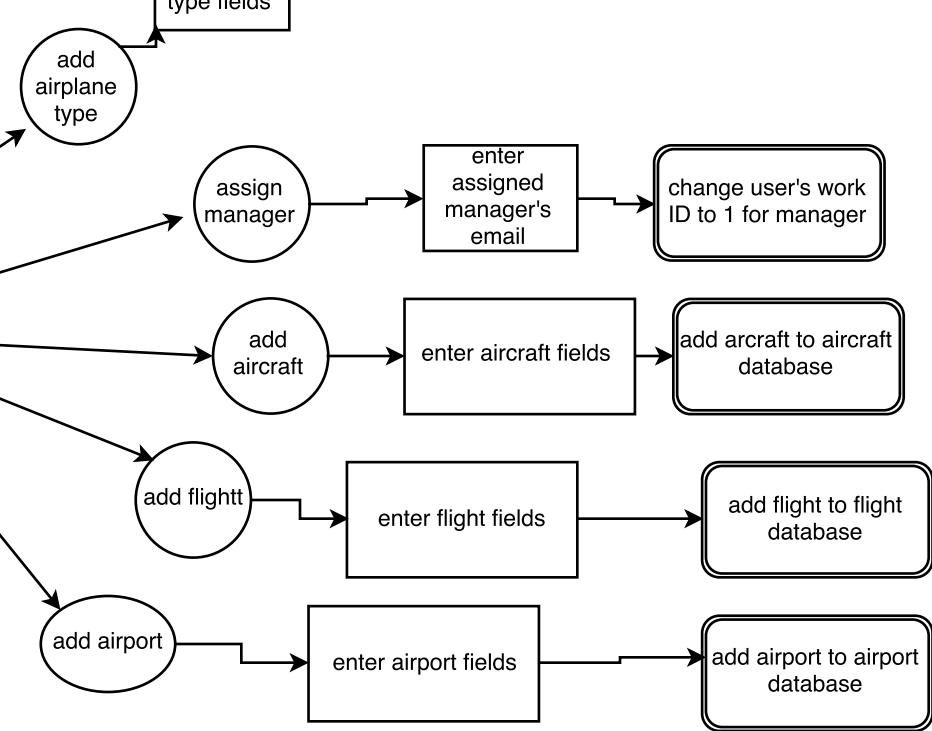 type fields
add
airplane
type
assign
manager
enter
assigned
manager's
email
change user's work
ID to 1 for manager
add
aircraft
enter aircraft fields
add arcraft to aircraft
database
add flightt
enter flight fields
add flight to flight
database
add airport
enter airport fields
add airport to airport
database